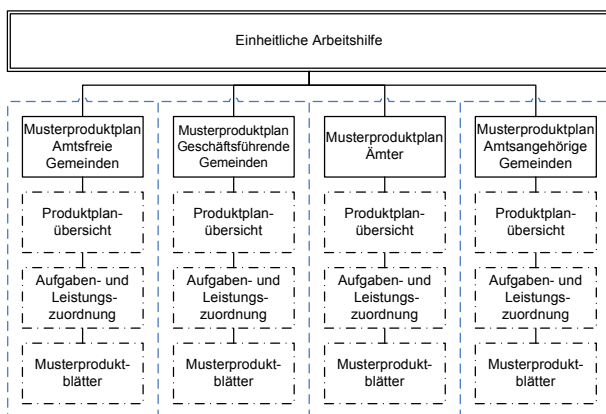 Einheitliche Arbeitshilfe
Musterproduktplan
Amtsfreie
Gemeinden
Produktplan-
übersicht
Aufgaben- und
Leistungs-
zuordnung
Musterprodukt-
blätter
Musterproduktplan
Geschäftsführende
Gemeinden
Produktplan-
übersicht
Aufgaben- und
Leistungs-
zuordnung
Musterprodukt-
blätter
Musterproduktplan
Ämter
Produktplan-
übersicht
Aufgaben- und
Leistungs-
zuordnung
Musterprodukt-
blätter
Musterproduktplan
Amtsangehörige
Gemeinden
Produktplan-
übersicht
Aufgaben- und
Leistungs-
zuordnung
Musterprodukt-
blätter